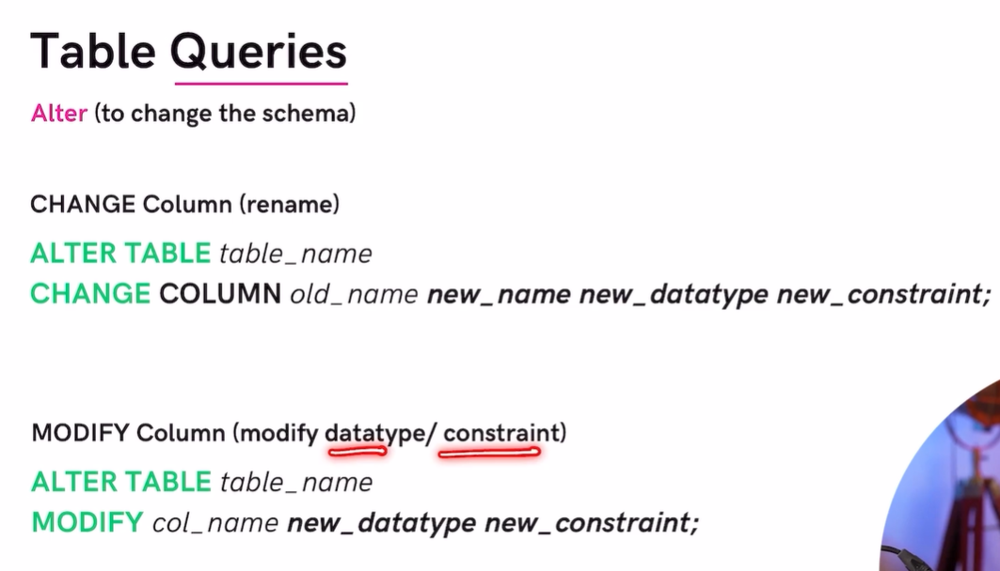 Table Queries
Alter (to change the schema)
CHANGE Column (rename)
ALTER TABLE table_name
CHANGE COLUMN old_name new_name new_datatype new_constraint;
MODIFY Column (modify datatype/ constraint)
ALTER TABLE table_name
MODIFY col_name new_datatype new_constraint;